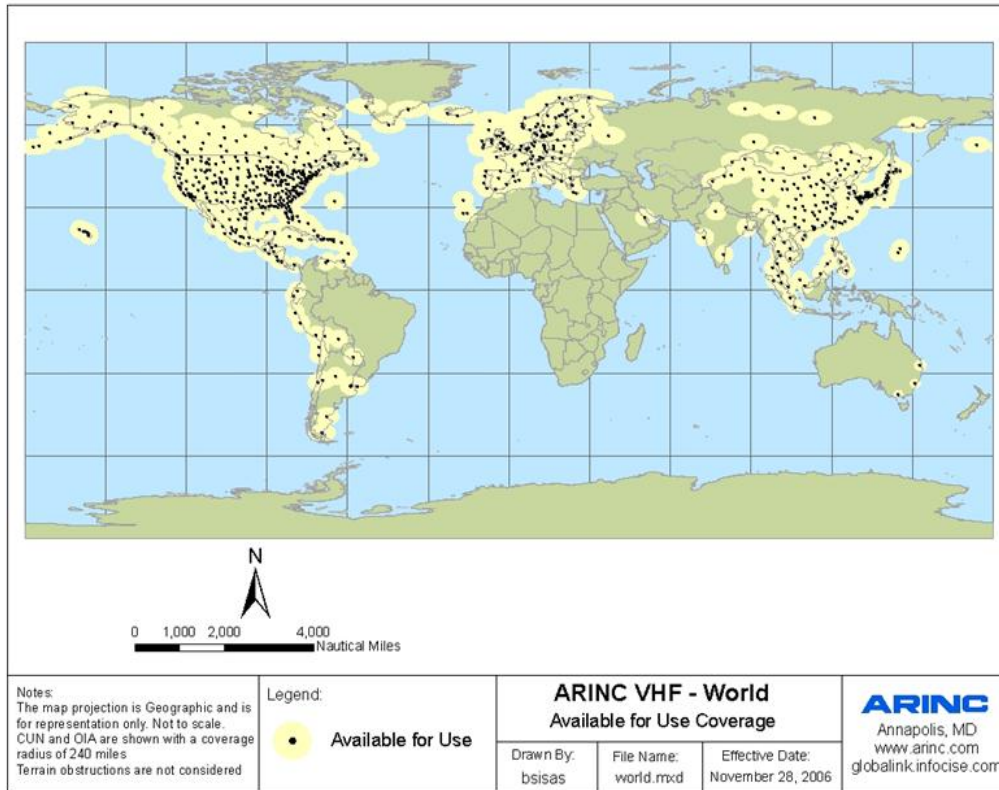 N
0 1,000 2,000 4,000
Nautical Miles
Notes:
The map projection is Geographic and is
for representation only. Not to scale.
CUN and OIA are shown with a coverage
radius of 240 miles
Terrain obstructions are not considered
Legend:
Available for Use
ARINC VHF - World
Available for Use Coverage
Drawn By:
bsisas
File Name:
world.mxd
Effective Date:
November 28, 2006
ARINC
Annapolis, MD
www.arinc.com
globalink.infocise.com